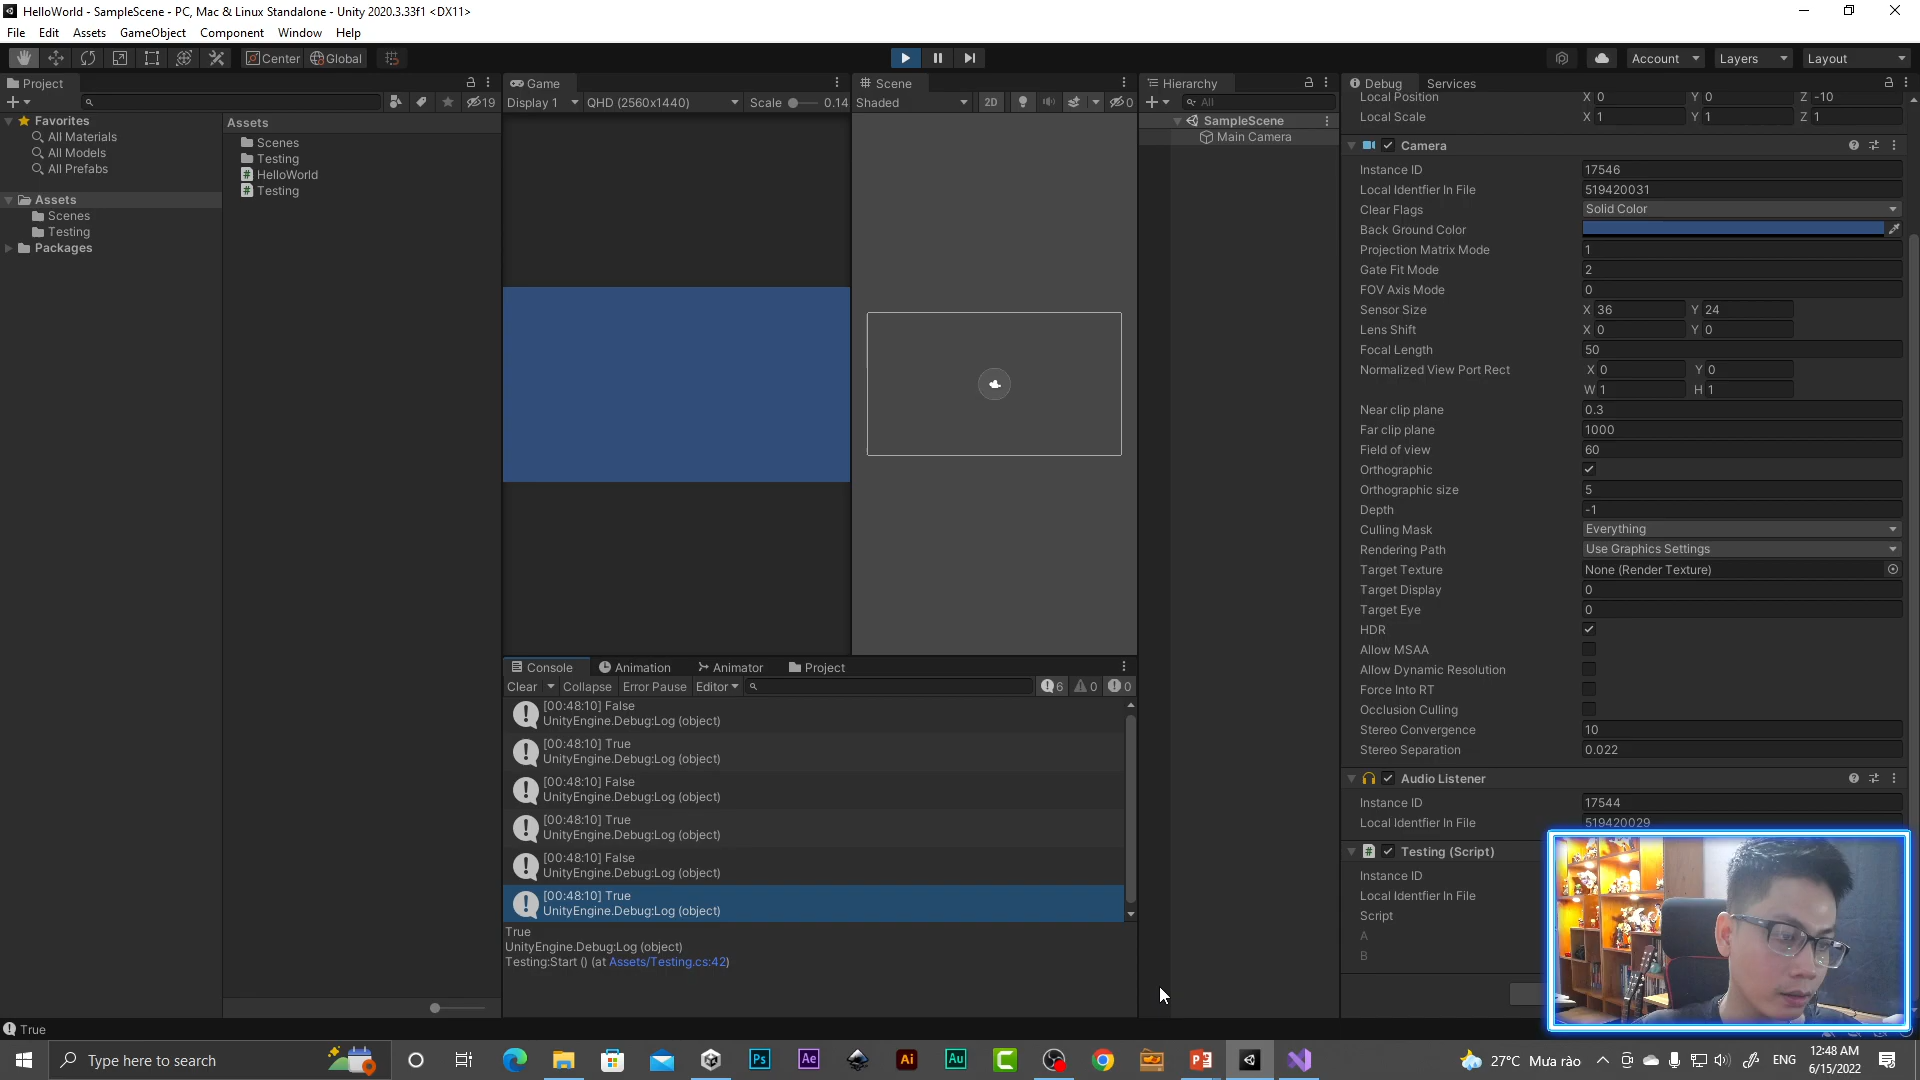 HelloWorld - SampleScene - PC, Mac & Linux Standalone - Unity 2020.3.33f1 <DX11>
File Edit Assets GameObject Component Window Help
Center Global Account Layers Layout
Project
19
Favorites
All Materials
All Models
All Prefabs
Assets
Scenes
Testing
Packages
Assets
Scenes
Testing
HelloWorld
Testing
Game
Display 1 QHD (2560x1440) Scale 0.14
Scene
Shaded 2D 0
Hierarchy
All
SampleScene
Main Camera
Debug Services
Local Position X 0 Y 0 Z -10
Local Scale X 1 Y 1 Z 1
Camera
Instance ID 17546
Local Identfier In File 519420031
Clear Flags Solid Color
Back Ground Color
Projection Matrix Mode 1
Gate Fit Mode 2
FOV Axis Mode 0
Sensor Size X 36 Y 24
Lens Shift X 0 Y 0
Focal Length 50
Normalized View Port Rect X 0 Y 0
W 1 H 1
Near clip plane 0.3
Far clip plane 1000
Field of view 60
Orthographic
Orthographic size 5
Depth -1
Culling Mask Everything
Rendering Path Use Graphics Settings
Target Texture None (Render Texture)
Target Display 0
Target Eye 0
HDR
Allow MSAA
Allow Dynamic Resolution
Force Into RT
Occlusion Culling
Stereo Convergence 10
Stereo Separation 0.022
Audio Listener
Instance ID 17544
Local Identfier In File 519420029
Testing (Script)
Instance ID
Local Identfier In File
Script
A
B
Console Animation Animator Project
Clear Collapse Error Pause Editor 6 0 0
[00:48:10] False
UnityEngine.Debug:Log (object)
[00:48:10] True
UnityEngine.Debug:Log (object)
[00:48:10] False
UnityEngine.Debug:Log (object)
[00:48:10] True
UnityEngine.Debug:Log (object)
[00:48:10] False
UnityEngine.Debug:Log (object)
[00:48:10] True
UnityEngine.Debug:Log (object)
True
UnityEngine.Debug:Log (object)
Testing:Start () (at Assets/Testing.cs:42)
True
Type here to search
Ps Ae Ai Au
27°C Mưa rào ENG
12:48 AM
6/15/2022